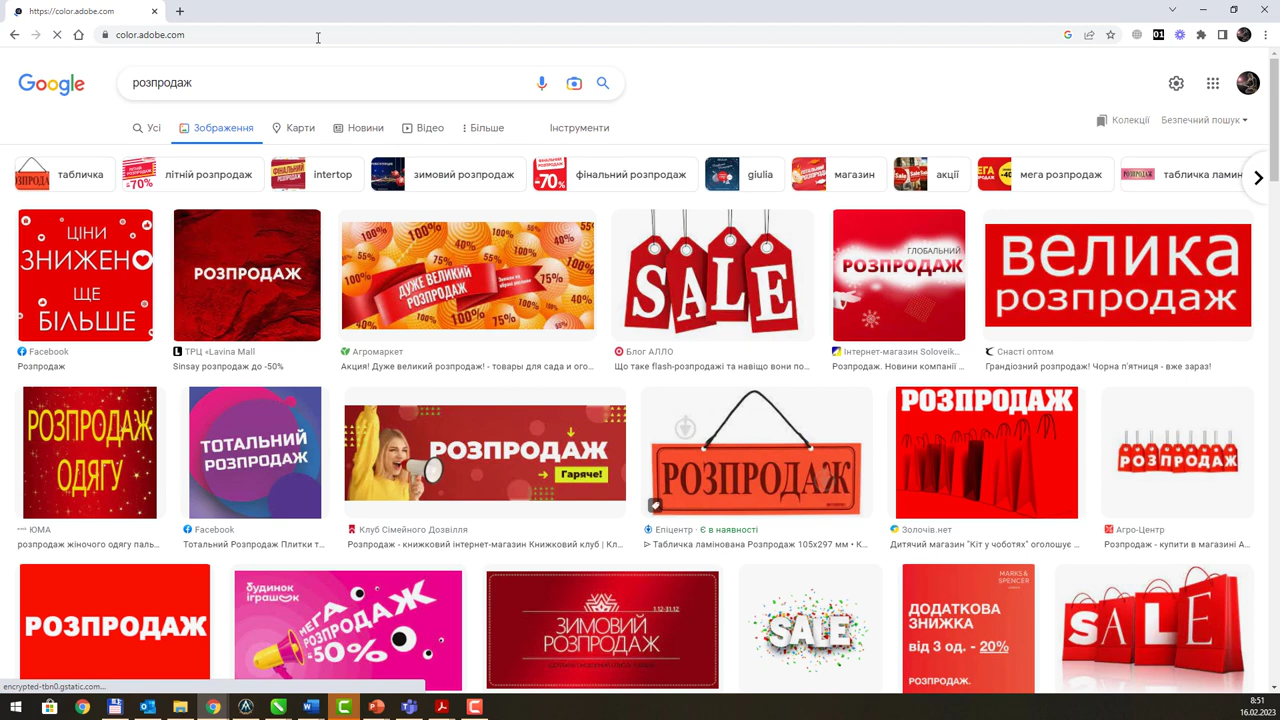 https://color.adobe.com
color.adobe.com
Google
розпродаж
Усі
Зображення
Карти
Новини
Відео
Більше
Інструменти
Колекції
Безпечний пошук
табличка
літній розпродаж
intertop
зимовий розпродаж
фінальний розпродаж
giulia
магазин
акції
мега розпродаж
табличка ламін
ЦІНИ
ЗНИЖЕНО
ЩЕ
БІЛЬШЕ
РОЗПРОДАЖ
ДУЖЕ ВЕЛИКИЙ
РОЗПРОДАЖ!
SALE
ГЛОБАЛЬНИЙ
РОЗПРОДАЖ
велика
розпродаж
Facebook
ТРЦ «Lavina Mall
Агромаркет
Блог АЛЛО
Інтернет-магазин Soloveik...
Снасті оптом
Розпродаж
Sinsay розпродаж до -50%
Акция! Дуже великий розпродаж! - товары для сада и ого...
Що таке flash-розпродажі та навіщо вони по...
Розпродаж. Новини компанії ...
Грандіозний розпродаж! Чорна п'ятниця - вже зараз!
РОЗПРОДАЖ
ОДЯГУ
ТОТАЛЬНИЙ
РОЗПРОДАЖ
РОЗПРОДАЖ
Гаряче!
РОЗПРОДАЖ
РОЗПРОДАЖ
РОЗПРОДАЖ
ЮМА
Facebook
Клуб Сімейного Дозвілля
Епіцентр · Є в наявності
Золочів.нет
Агро-Центр
розпродаж жіночого одягу паль...
Тотальний Розпродаж Плитки т...
Розпродаж - книжковий інтернет-магазин Книжковий клуб | Кл...
ᐉ Табличка ламінована Розпродаж 105x297 мм • К...
Дитячий магазин "Кіт у чоботях" оголошує ...
Розпродаж - купити в магазині А...
РОЗПРОДАЖ
будинок
іграшок
МЕГА
РОЗПРОДАЖ
50%
1.12-31.12
ЗИМОВИЙ
РОЗПРОДАЖ
SALE
MARKS &
SPENCER
ДОДАТКОВА
ЗНИЖКА
від 3 од. - 20%
РОЗПРОДАЖ.
SALE
encrypted-tbn0.gstatic.com...
8:51
16.02.2023